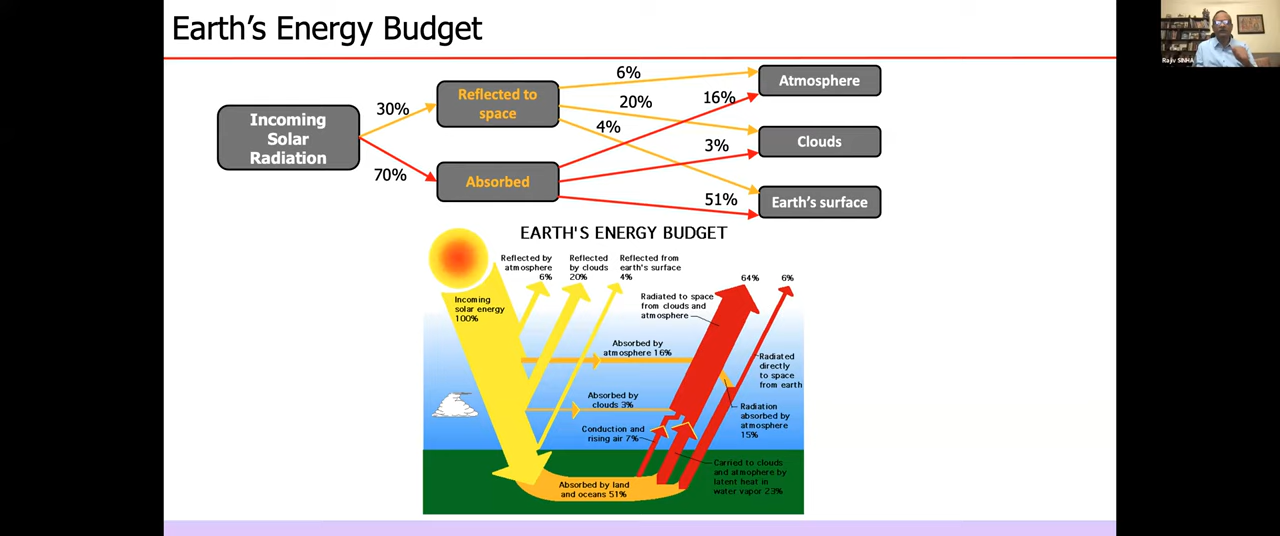 Earth's Energy Budget
Rajiv SINHA
6%
Atmosphere
30%
Reflected to
space
20%
16%
Incoming
Solar
Radiation
4%
Clouds
3%
70%
Absorbed
51%
Earth's surface
EARTH'S ENERGY BUDGET
Reflected by
atmosphere
6%
Reflected
by clouds
20%
Reflected from
earth's surface
4%
64%
6%
Incoming
solar energy
100%
Radiated to space
from clouds and
atmosphere
Absorbed by
atmosphere 16%
Radiated
directly
to space
from earth
Absorbed by
clouds 3%
Radiation
absorbed by
atmosphere
15%
Conduction and
rising air 7%
Carried to clouds
and atmophere by
latent heat in
water vapor 23%
Absorbed by land
and oceans 51%